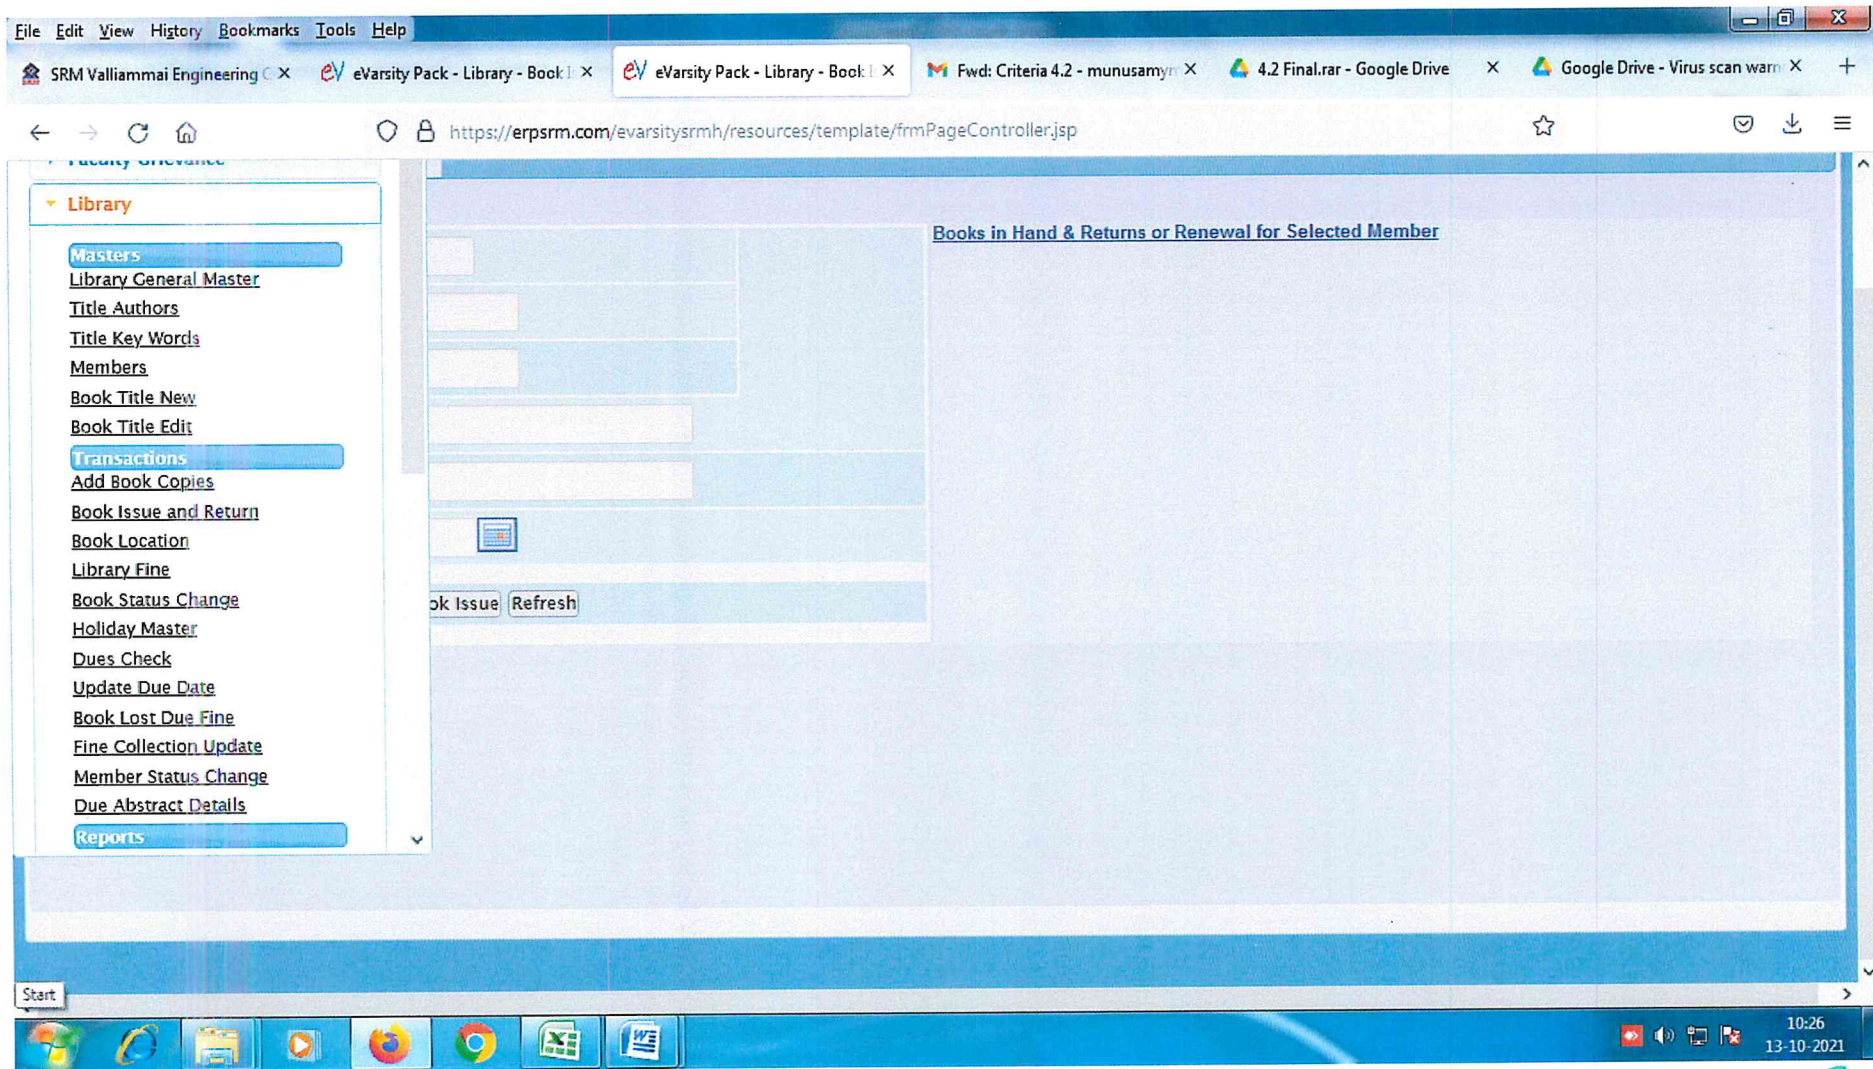 File Edit View History Bookmarks Tools Help
SRM Valliammai Engineering C
eVarsity Pack - Library - Book I
eVarsity Pack - Library - Book I
Fwd: Criteria 4.2 - munusamyr
4.2 Final.rar - Google Drive
Google Drive - Virus scan warn
https://erpsrm.com/evarsitysrmh/resources/template/frmPageController.jsp
Faculty Grievance
Library
Masters
Library General Master
Title Authors
Title Key Words
Members
Book Title New
Book Title Edit
Transactions
Add Book Copies
Book Issue and Return
Book Location
Library Fine
Book Status Change
Holiday Master
Dues Check
Update Due Date
Book Lost Due Fine
Fine Collection Update
Member Status Change
Due Abstract Details
Reports
Books in Hand & Returns or Renewal for Selected Member
ok Issue Refresh
Start
10:26
13-10-2021